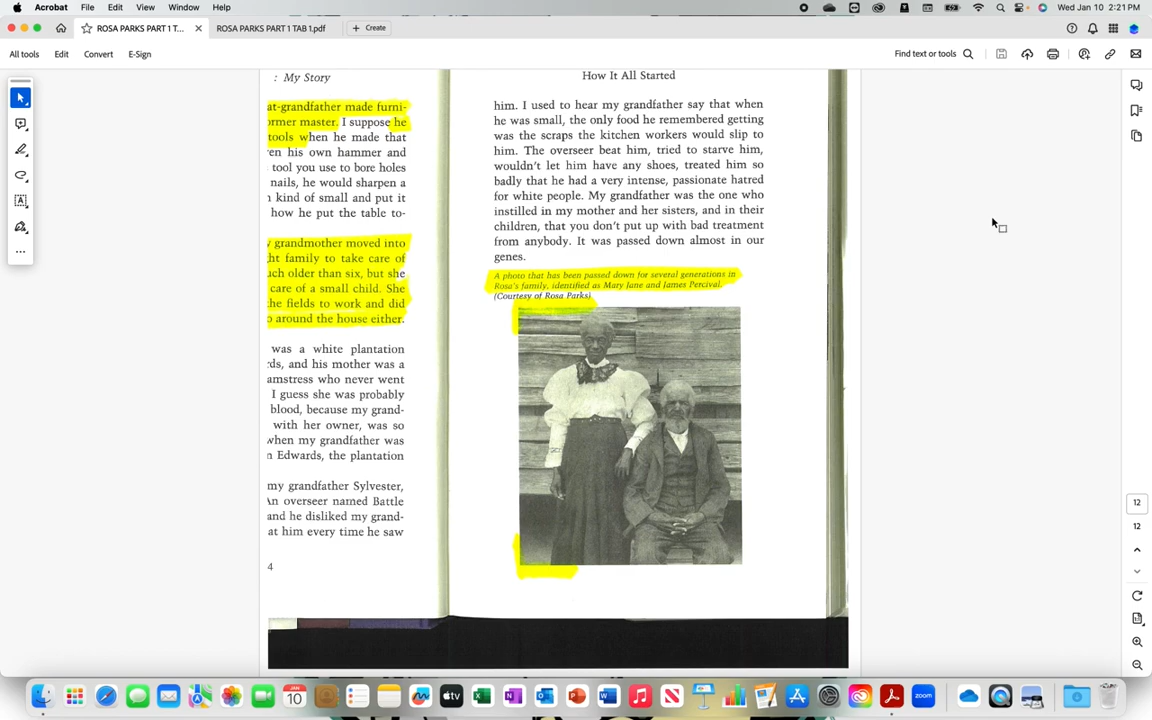 Acrobat File Edit View Window Help Wed Jan 10 2:21 PM
ROSA PARKS PART 1 T... ROSA PARKS PART 1 TAB 1.pdf + Create
All tools Edit Convert E-Sign Find text or tools
: My Story
at-grandfather made furni-
ormer master. I suppose he
tools when he made that
en his own hammer and
tool you use to bore holes
nails, he would sharpen a
kind of small and put it
how he put the table to-
grandmother moved into
ht family to take care of
uch older than six, but she
care of a small child. She
the fields to work and did
o around the house either.
was a white plantation
rds, and his mother was a
amstress who never went
I guess she was probably
blood, because my grand-
with her owner, was so
when my grandfather was
n Edwards, the plantation
my grandfather Sylvester,
An overseer named Battle
and he disliked my grand-
at him every time he saw
4
How It All Started
him. I used to hear my grandfather say that when
he was small, the only food he remembered getting
was the scraps the kitchen workers would slip to
him. The overseer beat him, tried to starve him,
wouldn't let him have any shoes, treated him so
badly that he had a very intense, passionate hatred
for white people. My grandfather was the one who
instilled in my mother and her sisters, and in their
children, that you don't put up with bad treatment
from anybody. It was passed down almost in our
genes.
A photo that has been passed down for several generations in
Rosa's family, identified as Mary Jane and James Percival.
(Courtesy of Rosa Parks)
12
12
JAN
10
tv
zoom